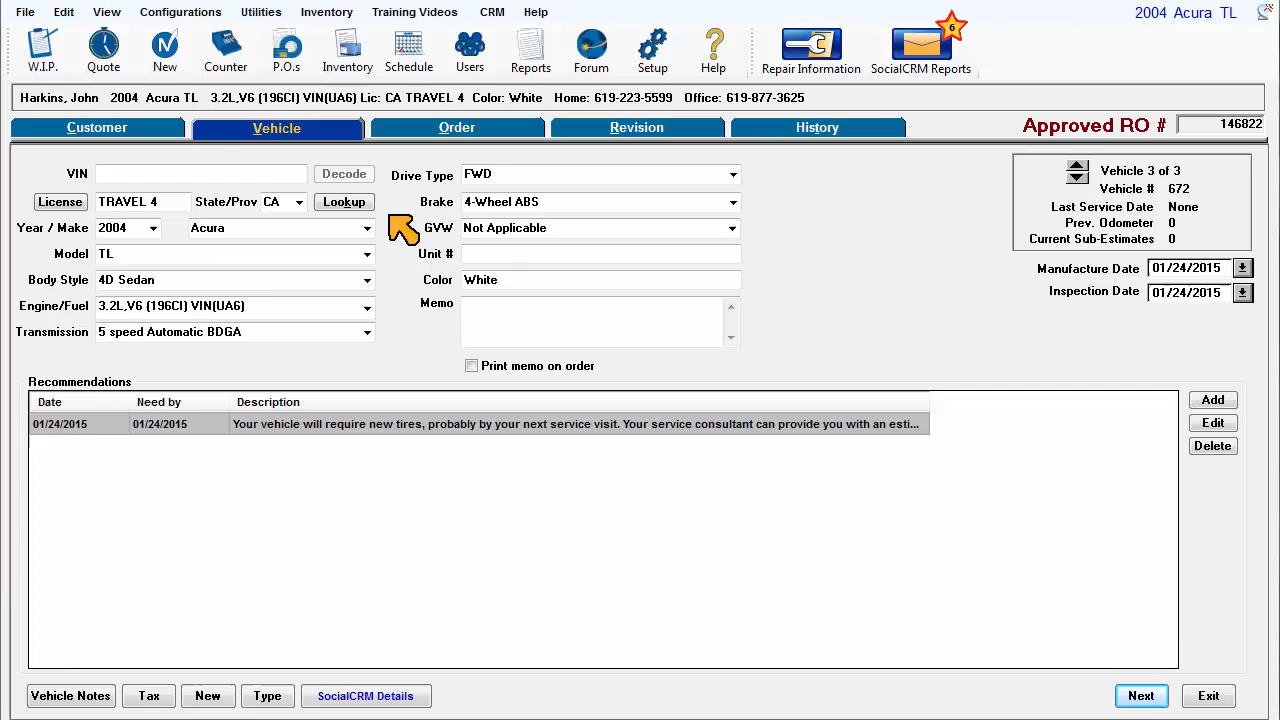 File Edit View Configurations Utilities Inventory Training Videos CRM Help 2004 Acura TL
6
W.I.P. Quote New Counter P.O.s Inventory Schedule Users Reports Forum Setup Help Repair Information SocialCRM Reports
Harkins, John 2004 Acura TL 3.2L,V6 (196CI) VIN(UA6) Lic: CA TRAVEL 4 Color: White Home: 619-223-5599 Office: 619-877-3625
Customer Vehicle Order Revision History Approved RO # 146822
VIN Decode Drive Type FWD Vehicle 3 of 3
Vehicle # 672
License TRAVEL 4 State/Prov CA Lookup Brake 4-Wheel ABS Last Service Date None
Year / Make 2004 Acura GVW Not Applicable Prev. Odometer 0
Current Sub-Estimates 0
Model TL Unit #
Manufacture Date 01/24/2015
Body Style 4D Sedan Color White
Inspection Date 01/24/2015
Engine/Fuel 3.2L,V6 (196CI) VIN(UA6) Memo
Transmission 5 speed Automatic BDGA
Print memo on order
Recommendations
Date Need by Description Add
01/24/2015 01/24/2015 Your vehicle will require new tires, probably by your next service visit. Your service consultant can provide you with an esti... Edit
Delete
Vehicle Notes Tax New Type SocialCRM Details Next Exit